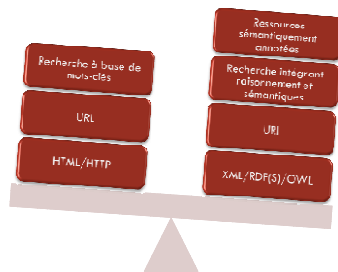 Recherche à base de
mots-clés
URL
HTML/HTTP
Ressources
sémantiquement
annotées
Recherche intégrant
raisonnement et
sémantiques
URI
XML/RDF(S)/OWL